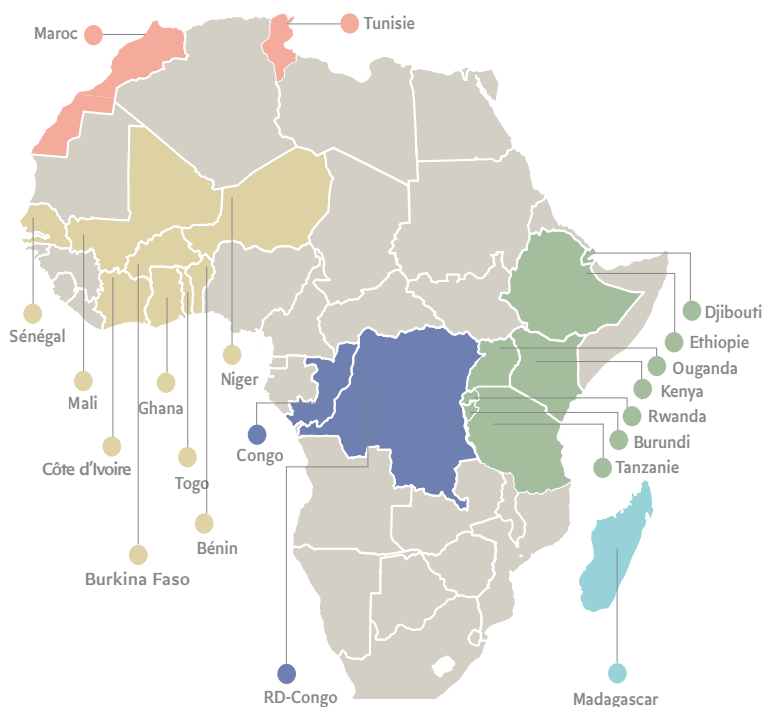 Tunisie
Maroc
Djibouti
Sénégal
Ethiopie
Niger
Ouganda
Kenya
Mali
Ghana
Rwanda
Burundi
Congo
Côte d'Ivoire
Tanzanie
Togo
Bénin
Burkina Faso
RD-Congo
Madagascar